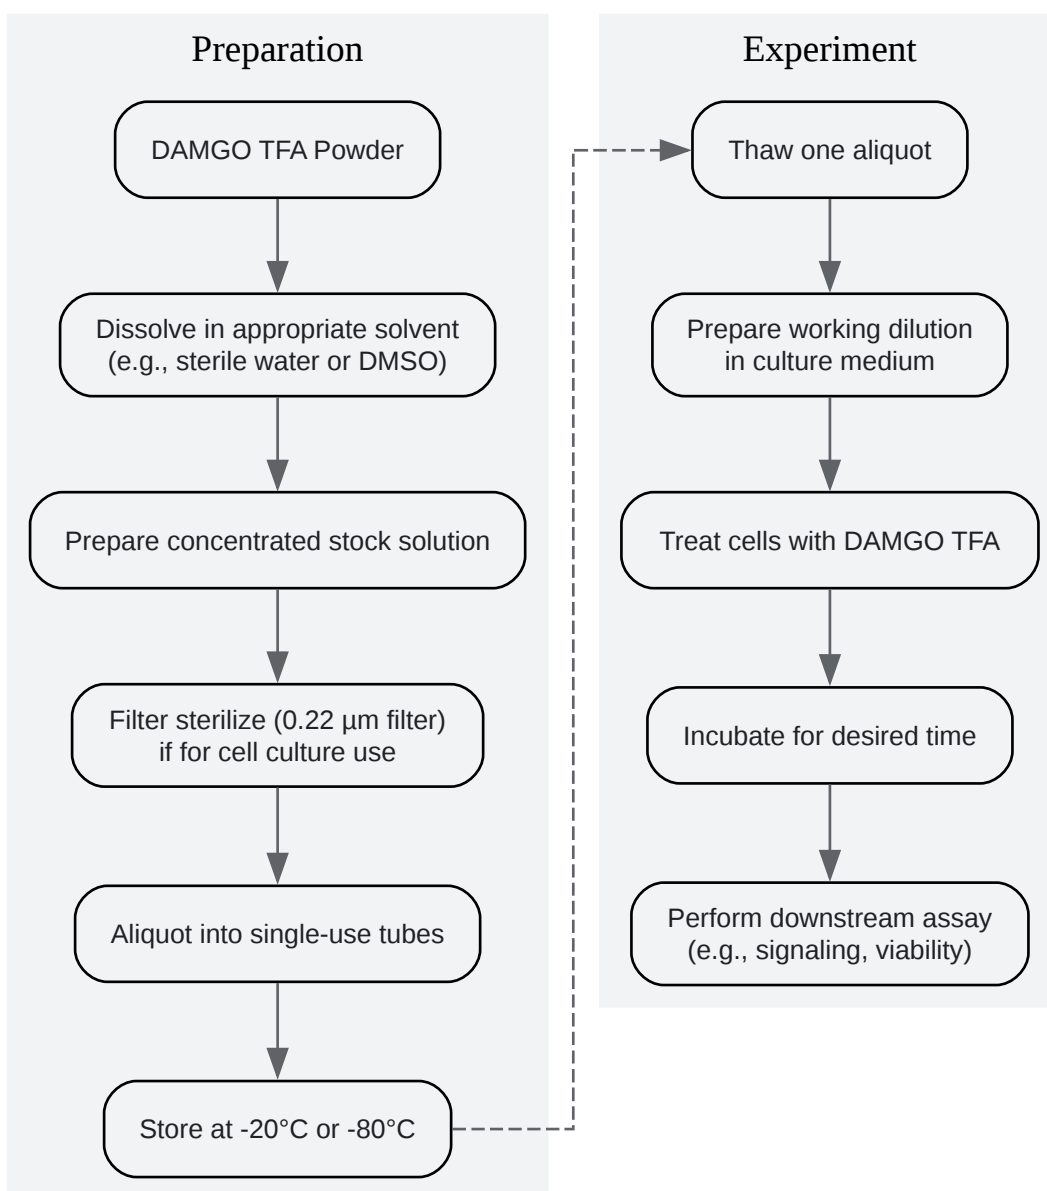 Preparation
DAMGO TFA Powder
Dissolve in appropriate solvent
(e.g., sterile water or DMSO)
Prepare concentrated stock solution
Filter sterilize (0.22 µm filter)
if for cell culture use
Aliquot into single-use tubes
Store at -20°C or -80°C
Experiment
Thaw one aliquot
Prepare working dilution
in culture medium
Treat cells with DAMGO TFA
Incubate for desired time
Perform downstream assay
(e.g., signaling, viability)